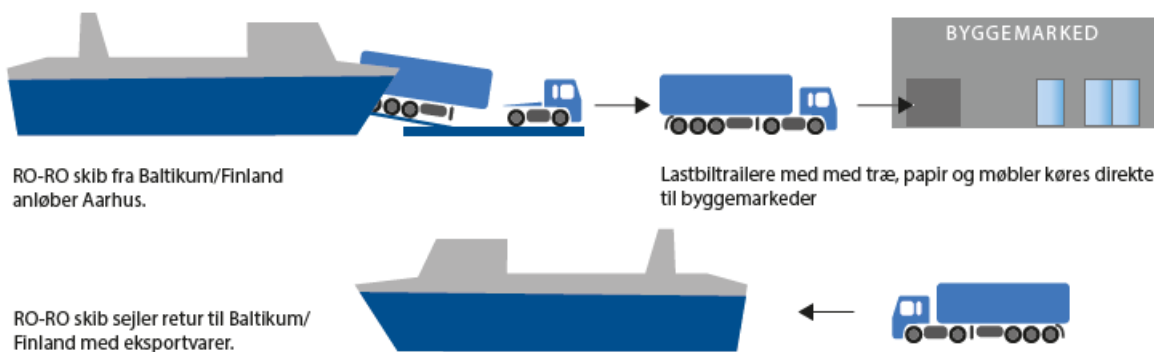 BYGGEMARKED
RO-RO skib fra Baltikum/Finland
anløber Aarhus.
Lastbiltrailere med med træ, papir og møbler køres direkte
til byggemarkeder
RO-RO skib sejler retur til Baltikum/
Finland med eksportvarer.